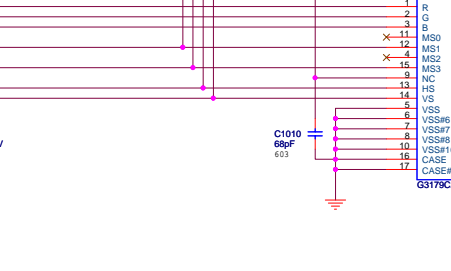 1 R
2 G
3 B
11 MS0
12 MS1
4 MS2
15 MS3
9 NC
13 HS
14 VS
5 VSS
6 VSS#6
7 VSS#7
8 VSS#8
10 VSS#1
16 CASE
17 CASE#
C1010
68pF
603
G3179C